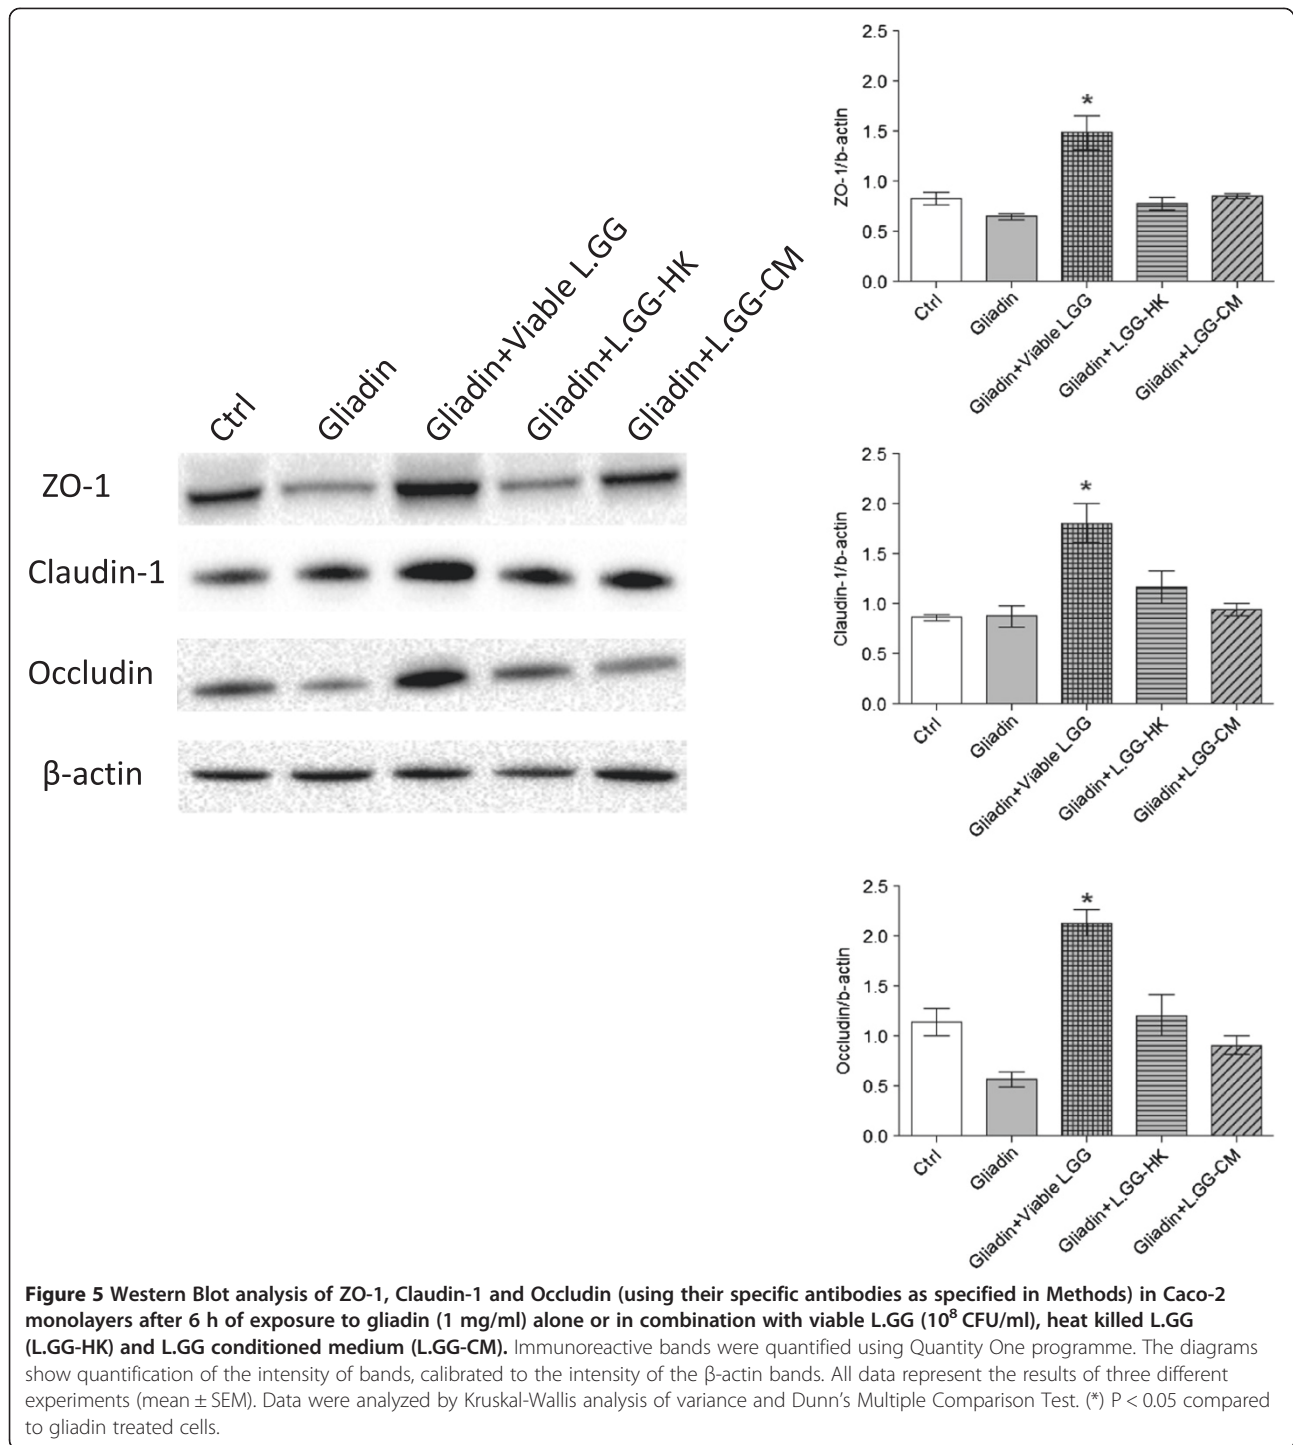 Ctrl
Gliadin
Gliadin+Viable L.GG
Gliadin+L.GG-HK
Gliadin+L.GG-CM
ZO-1
Claudin-1
Occludin
β-actin
ZO-1/b-actin
2.5
2.0
1.5
1.0
0.5
0.0
*
Ctrl
Gliadin
Gliadin+Viable L.GG
Gliadin+L.GG-HK
Gliadin+L.GG-CM
Claudin-1/b-actin
2.5
2.0
1.5
1.0
0.5
0.0
*
Ctrl
Gliadin
Gliadin+Viable L.GG
Gliadin+L.GG-HK
Gliadin+L.GG-CM
Occludin/b-actin
2.5
2.0
1.5
1.0
0.5
0.0
*
Ctrl
Gliadin
Gliadin+Viable L.GG
Gliadin+L.GG-HK
Gliadin+L.GG-CM
Figure 5 Western Blot analysis of ZO-1, Claudin-1 and Occludin (using their specific antibodies as specified in Methods) in Caco-2
monolayers after 6 h of exposure to gliadin (1 mg/ml) alone or in combination with viable L.GG (10⁸ CFU/ml), heat killed L.GG
(L.GG-HK) and L.GG conditioned medium (L.GG-CM). Immunoreactive bands were quantified using Quantity One programme. The diagrams
show quantification of the intensity of bands, calibrated to the intensity of the β-actin bands. All data represent the results of three different
experiments (mean ± SEM). Data were analyzed by Kruskal-Wallis analysis of variance and Dunn’s Multiple Comparison Test. (*) P < 0.05 compared
to gliadin treated cells.